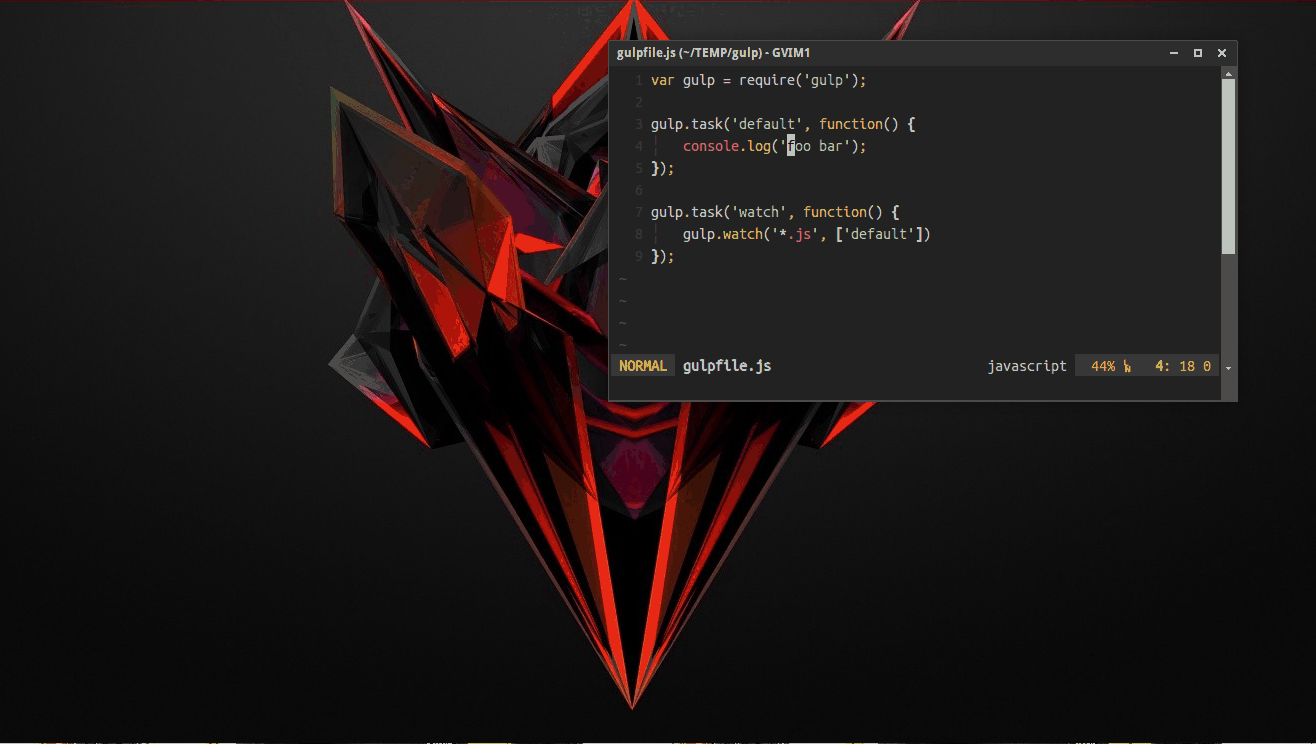 gulpfile.js (~/TEMP/gulp) - GVIM1
1 var gulp = require('gulp');
2
3 gulp.task('default', function() {
4 console.log('foo bar');
5 });
6
7 gulp.task('watch', function() {
8 gulp.watch('*.js', ['default'])
9 });
~
~
~
~
NORMAL gulpfile.js javascript 44% 4: 18 0